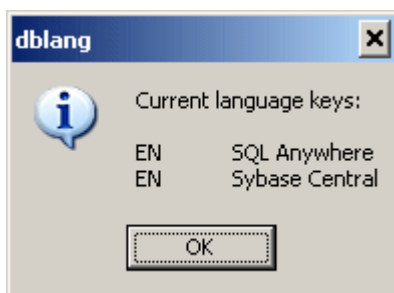 dblang
Current language keys:
EN SQL Anywhere
EN Sybase Central
OK